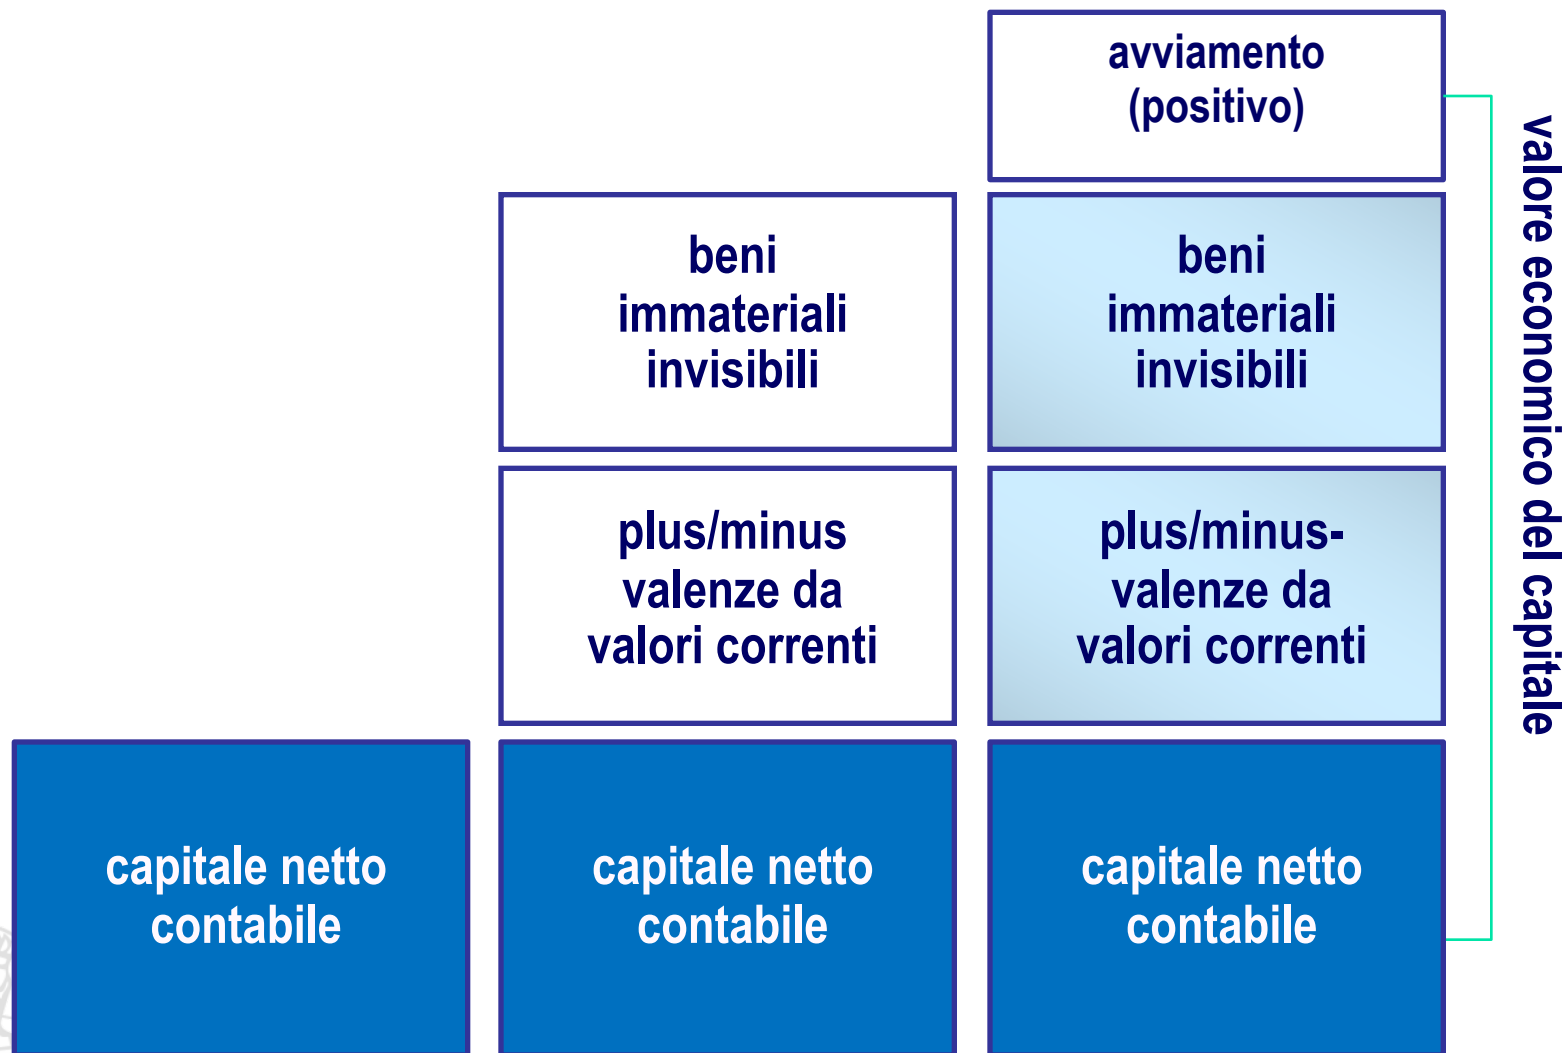 avviamento
(positivo)
beni
immateriali
invisibili
beni
immateriali
invisibili
plus/minus
valenze da
valori correnti
plus/minus-
valenze da
valori correnti
capitale netto
contabile
capitale netto
contabile
capitale netto
contabile
valore economico del capitale